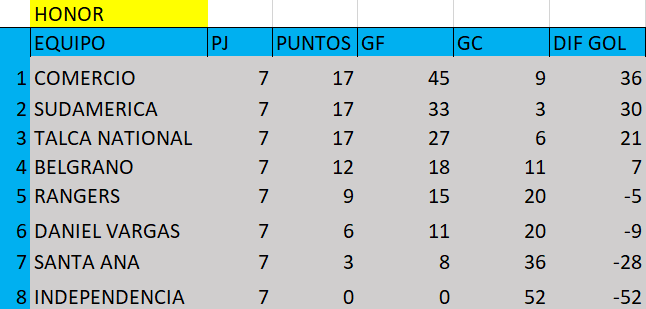 HONOR
EQUIPO PJ PUNTOS GF GC DIF GOL
1 COMERCIO 7 17 45 9 36
2 SUDAMERICA 7 17 33 3 30
3 TALCA NATIONAL 7 17 27 6 21
4 BELGRANO 7 12 18 11 7
5 RANGERS 7 9 15 20 -5
6 DANIEL VARGAS 7 6 11 20 -9
7 SANTA ANA 7 3 8 36 -28
8 INDEPENDENCIA 7 0 0 52 -52